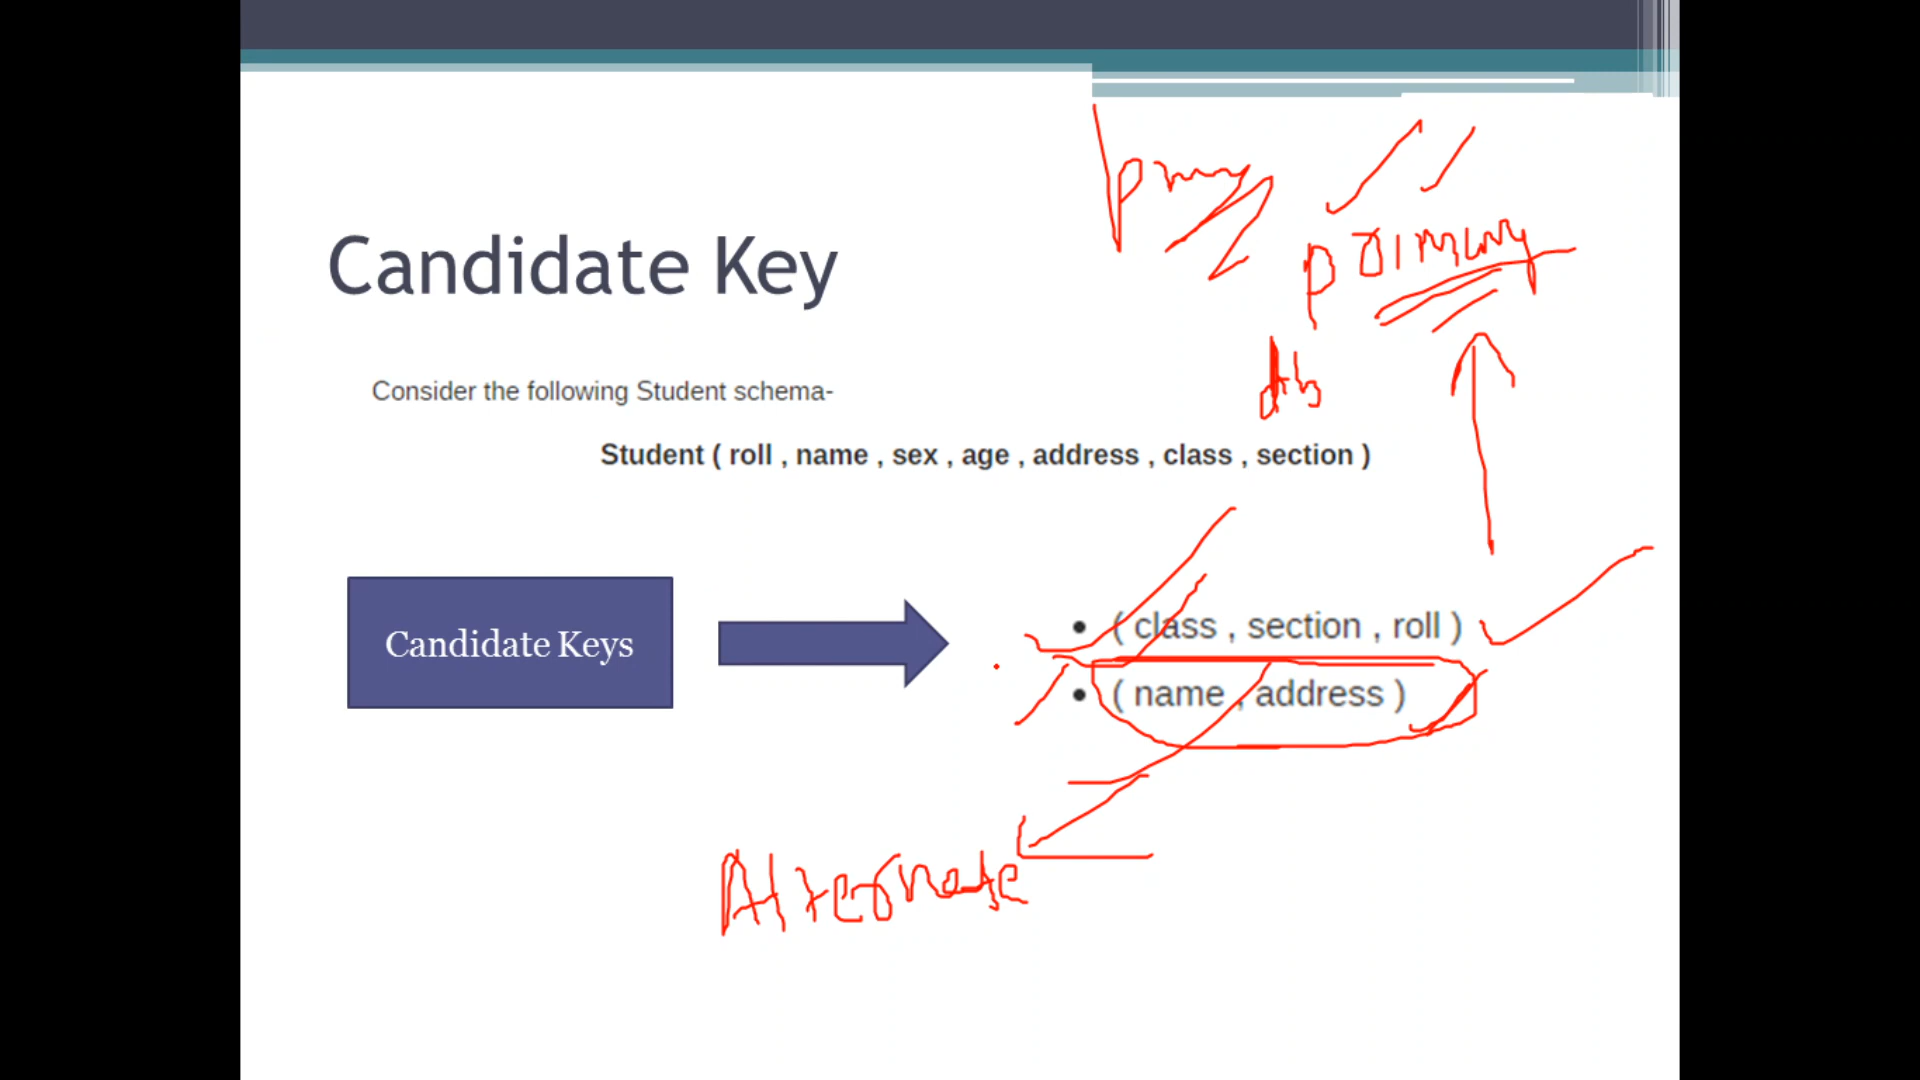 primary
Candidate Key
Consider the following Student schema-
Student ( roll , name , sex , age , address , class , section )
Candidate Keys
• ( class , section , roll )
• ( name , address )
Alternate